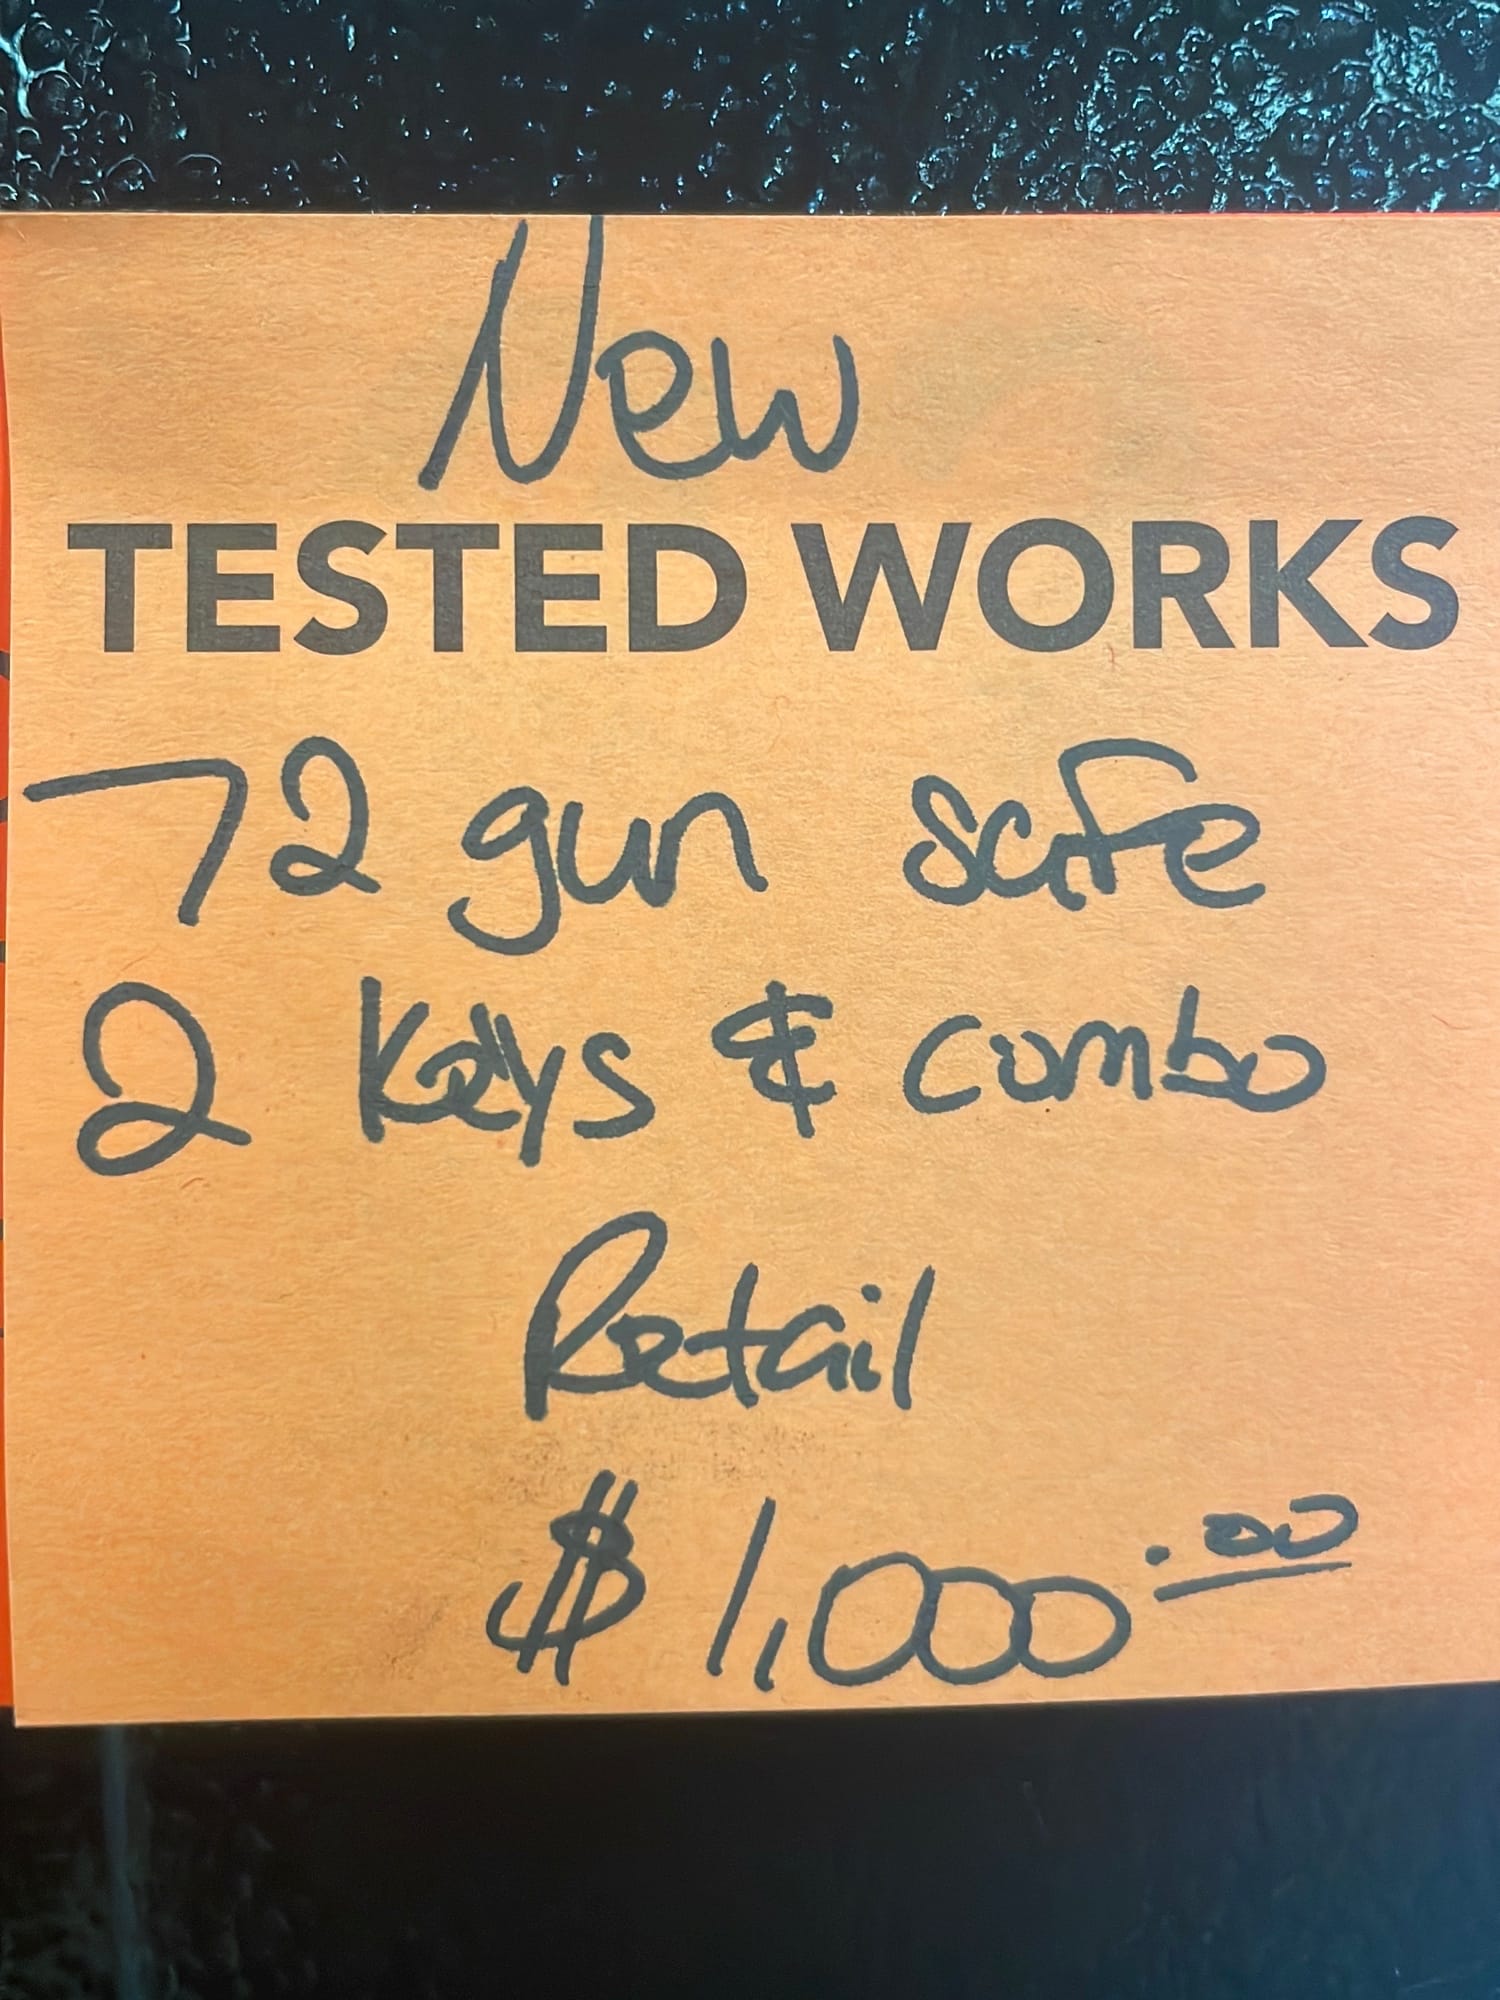 New
TESTED WORKS
72 gun safe
2 Keys & combo
Retail
$1,000.00